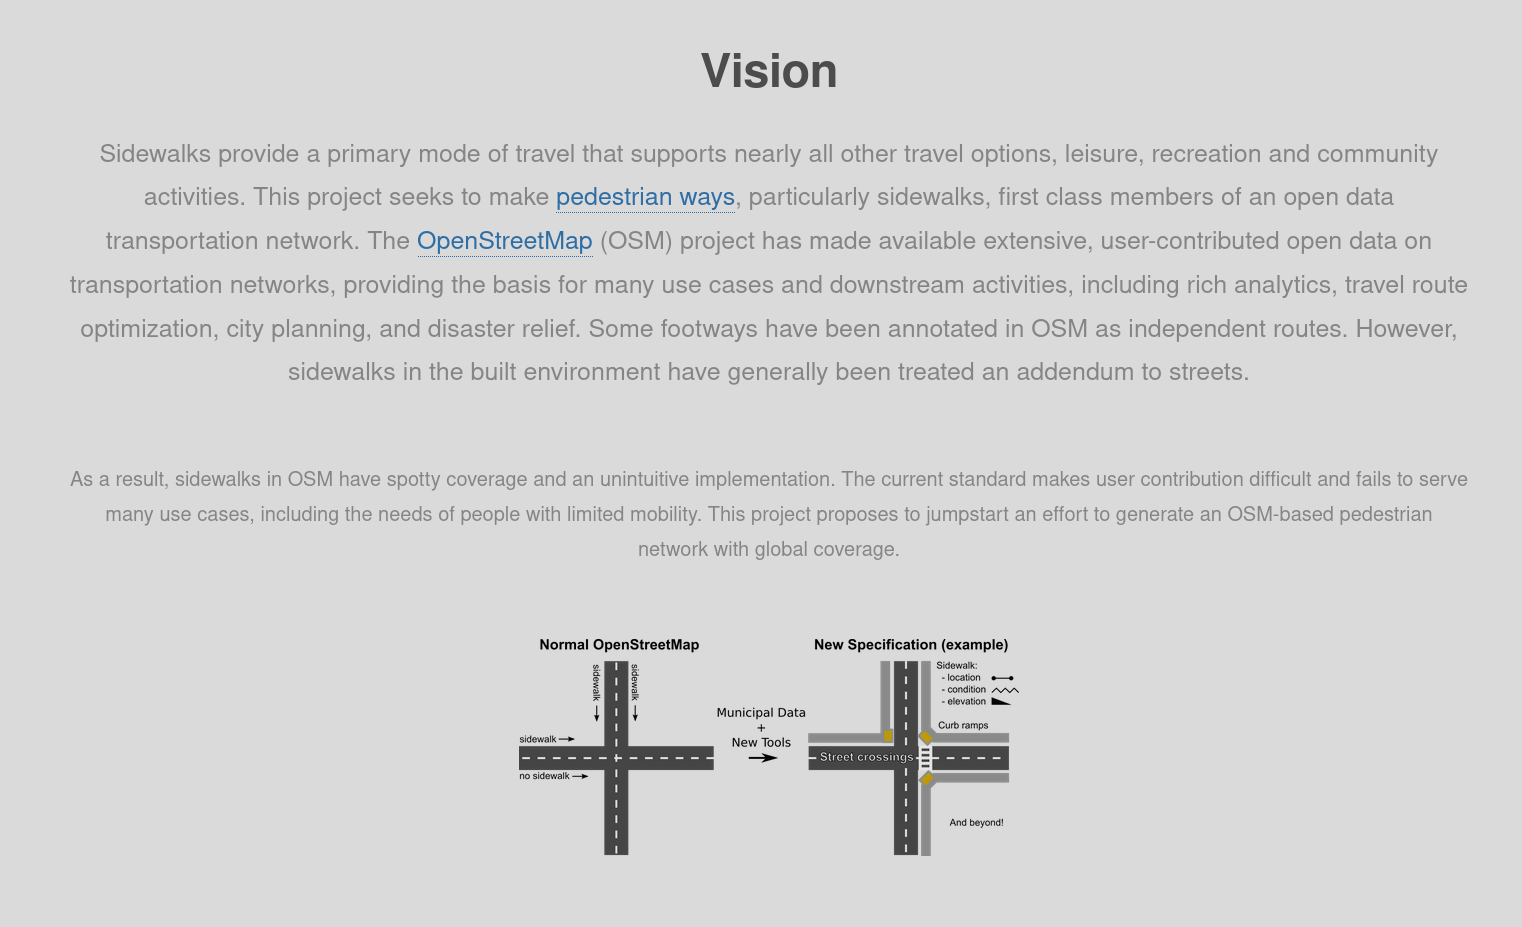 Vision
Sidewalks provide a primary mode of travel that supports nearly all other travel options, leisure, recreation and community
activities. This project seeks to make pedestrian ways, particularly sidewalks, first class members of an open data
transportation network. The OpenStreetMap (OSM) project has made available extensive, user-contributed open data on
transportation networks, providing the basis for many use cases and downstream activities, including rich analytics, travel route
optimization, city planning, and disaster relief. Some footways have been annotated in OSM as independent routes. However,
sidewalks in the built environment have generally been treated an addendum to streets.
As a result, sidewalks in OSM have spotty coverage and an unintuitive implementation. The current standard makes user contribution difficult and fails to serve
many use cases, including the needs of people with limited mobility. This project proposes to jumpstart an effort to generate an OSM-based pedestrian
network with global coverage.
Normal OpenStreetMap
sidewalk
sidewalk
sidewalk
no sidewalk
Municipal Data
+
New Tools
New Specification (example)
Sidewalk:
- location
- condition
- elevation
Curb ramps
Street crossings
And beyond!